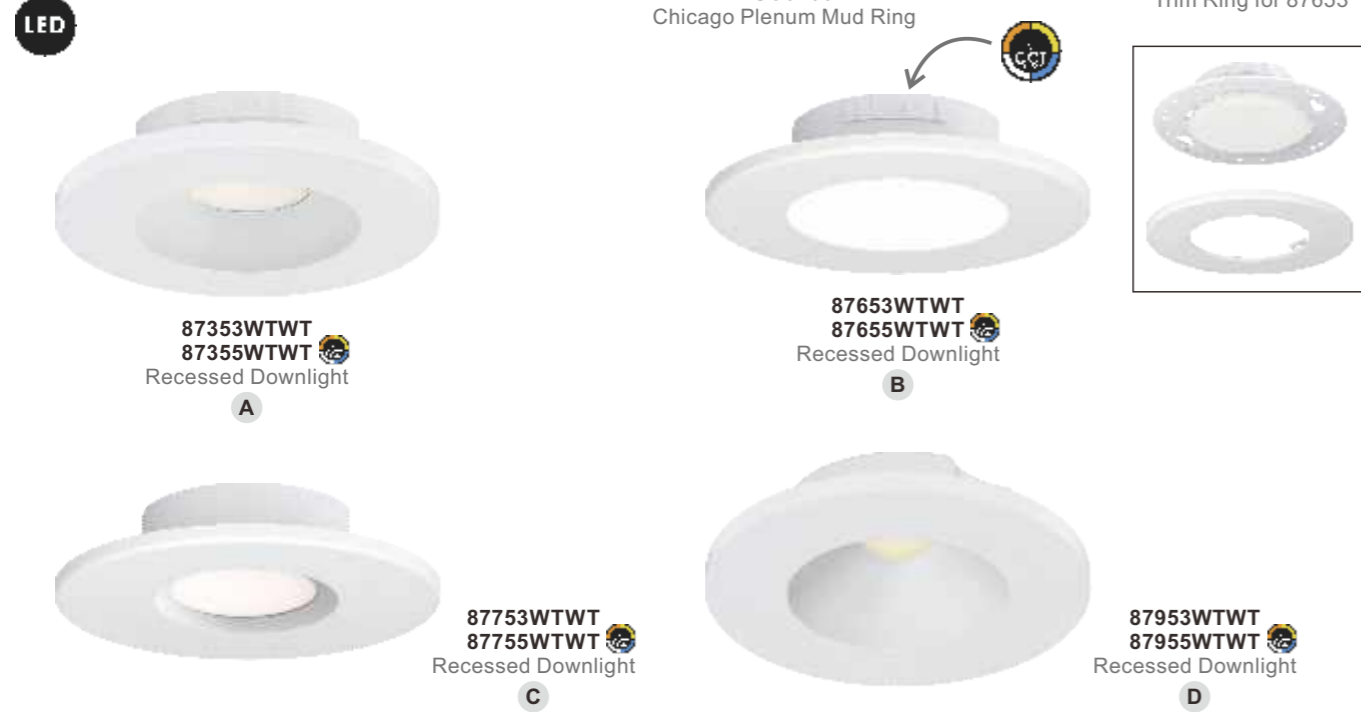 LED
Chicago Plenum Mud Ring
Trim Ring for 87653
CCT
87353WTWT
87355WTWT
Recessed Downlight
A
87653WTWT
87655WTWT
Recessed Downlight
B
87753WTWT
87755WTWT
Recessed Downlight
C
87953WTWT
87955WTWT
Recessed Downlight
D